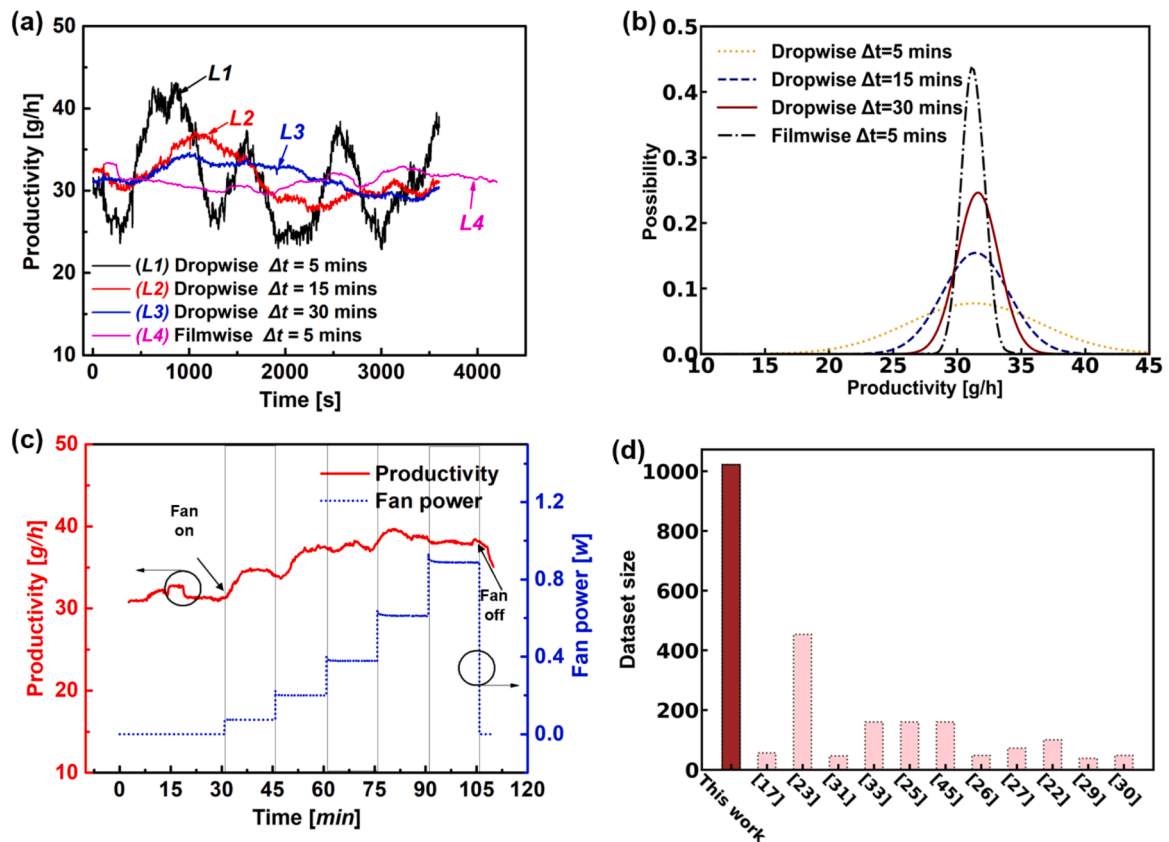 (a)
50
40
30
20
10
Productivity [g/h]
L1
L2
L3
L4
(L1) Dropwise Δt = 5 mins
(L2) Dropwise Δt = 15 mins
(L3) Dropwise Δt = 30 mins
(L4) Filmwise Δt = 5 mins
0 1000 2000 3000 4000
Time [s]
(b)
0.5
0.4
0.3
0.2
0.1
0.0
Possibility
Dropwise Δt=5 mins
Dropwise Δt=15 mins
Dropwise Δt=30 mins
Filmwise Δt=5 mins
10 15 20 25 30 35 40 45
Productivity [g/h]
(c)
50
40
30
20
10
Productivity [g/h]
Productivity
Fan power
Fan
on
Fan
off
1.2
0.8
0.4
0.0
Fan power [w]
0 15 30 45 60 75 90 105 120
Time [min]
(d)
1000
800
600
400
200
0
Dataset size
This work
[17]
[23]
[31]
[33]
[25]
[45]
[26]
[27]
[22]
[29]
[30]